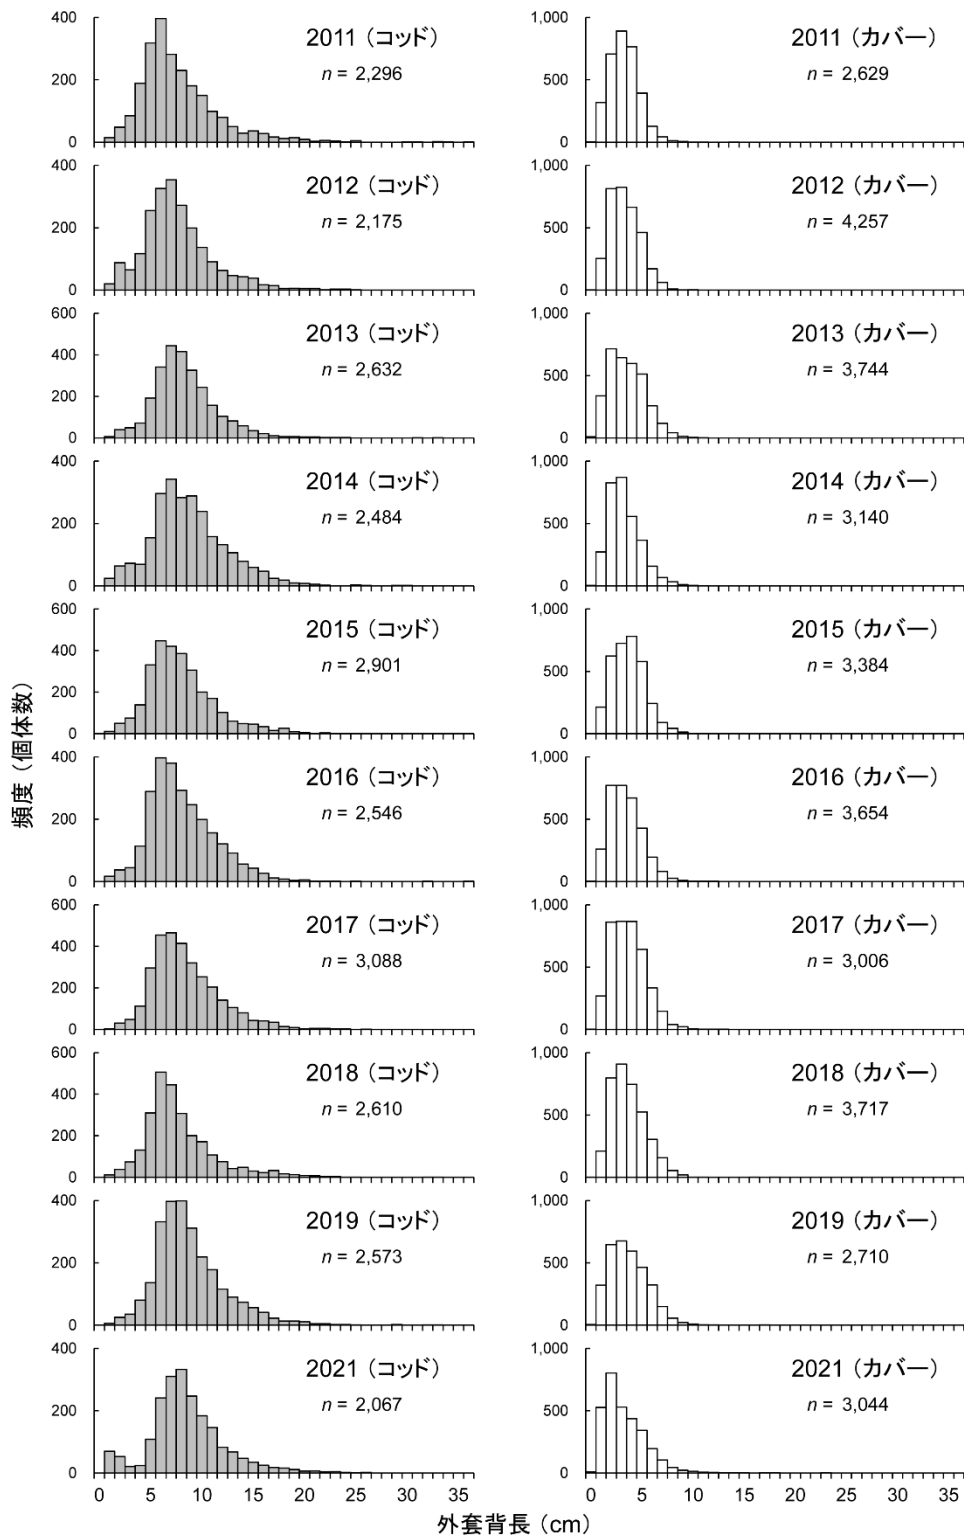 400
200
0
2011（コッド）
n = 2,296
1,000
500
0
2011（カバー）
n = 2,629
400
200
0
2012（コッド）
n = 2,175
1,000
500
0
2012（カバー）
n = 4,257
600
400
200
0
2013（コッド）
n = 2,632
1,000
500
0
2013（カバー）
n = 3,744
400
200
0
2014（コッド）
n = 2,484
1,000
500
0
2014（カバー）
n = 3,140
600
400
200
0
2015（コッド）
n = 2,901
1,000
500
0
2015（カバー）
n = 3,384
400
200
0
2016（コッド）
n = 2,546
1,000
500
0
2016（カバー）
n = 3,654
600
400
200
0
2017（コッド）
n = 3,088
1,000
500
0
2017（カバー）
n = 3,006
600
400
200
0
2018（コッド）
n = 2,610
1,000
500
0
2018（カバー）
n = 3,717
400
200
0
2019（コッド）
n = 2,573
1,000
500
0
2019（カバー）
n = 2,710
400
200
0
2021（コッド）
n = 2,067
1,000
500
0
2021（カバー）
n = 3,044
0 5 10 15 20 25 30 35
0 5 10 15 20 25 30 35
頻度（個体数）
外套背長（cm）